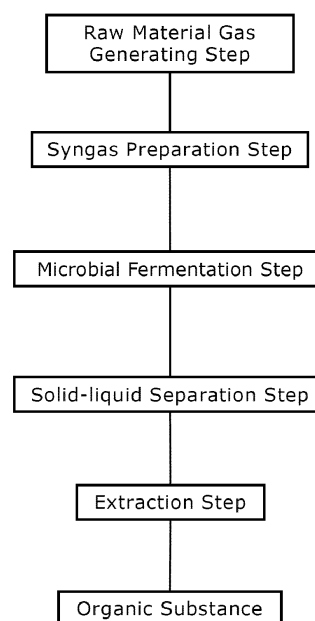 Raw Material Gas
Generating Step
Syngas Preparation Step
Microbial Fermentation Step
Solid-liquid Separation Step
Extraction Step
Organic Substance